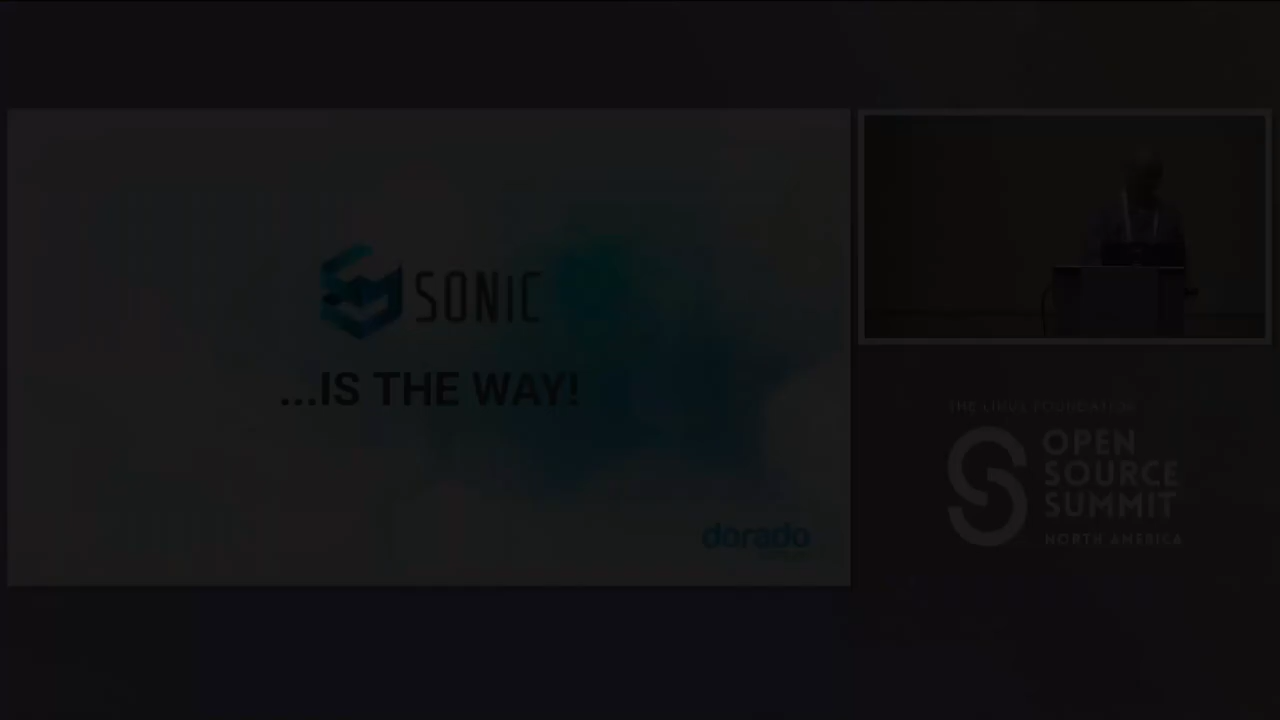 SONiC
...IS THE WAY!
dorado
THE LINUX FOUNDATION
OPEN
SOURCE
SUMMIT
NORTH AMERICA